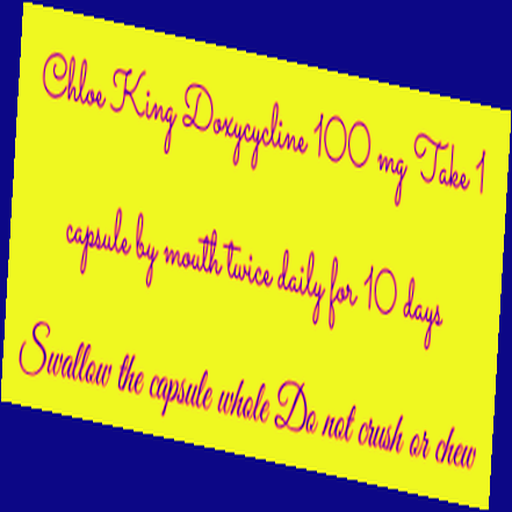 Chloe King Doxycycline 100 mg Take 1
capsule by mouth twice daily for 10 days
Swallow the capsule whole Do not crush or chew